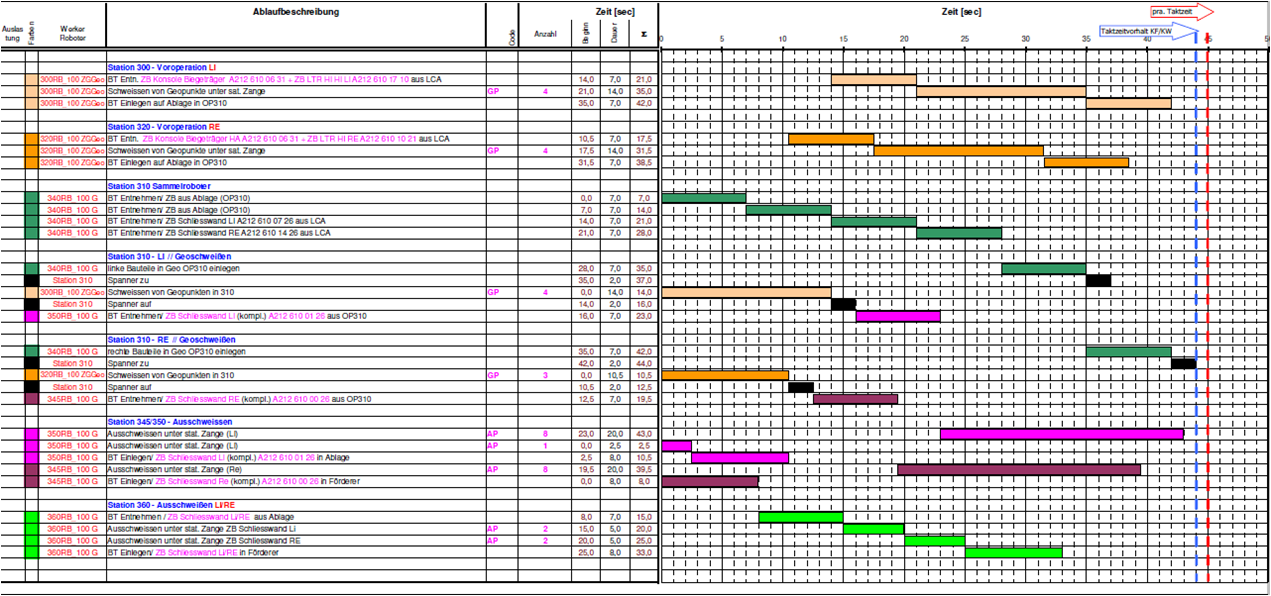 Ablaufbeschreibung Zeit [sec] Zeit [sec] prä. Taktzeit
Auslas tung Farben Werker Roboter Code Anzahl Beginn Dauer Σ Taktzeitvorhalt KF/KW
0 5 10 15 20 25 30 35 40 45 50
Station 300 - Voroperation LI
300RB_100 ZGGeo BT Entn. ZB Konsole Biegeträger A212 610 06 31 + ZB LTR HI HI LI A212 610 17 10 aus LCA 14,0 7,0 21,0
300RB_100 ZGGeo Schweissen von Geopunkte unter sat. Zange GP 4 21,0 14,0 35,0
300RB_100 ZGGeo BT Einlegen auf Ablage in OP310 35,0 7,0 42,0
Station 320 - Voroperation RE
320RB_100 ZGGeo BT Entn. ZB Konsole Biegeträger HA A212 610 06 31 + ZB LTR HI RE A212 610 10 21 aus LCA 10,5 7,0 17,5
320RB_100 ZGGeo Schweissen von Geopunkte unter sat. Zange GP 4 17,5 14,0 31,5
320RB_100 ZGGeo BT Einlegen auf Ablage in OP310 31,5 7,0 38,5
Station 310 Sammelroboter
340RB_100 G BT Entnehmen/ ZB aus Ablage (OP310) 0,0 7,0 7,0
340RB_100 G BT Entnehmen/ ZB aus Ablage (OP310) 7,0 7,0 14,0
340RB_100 G BT Entnehmen/ ZB Schliesswand LI A212 610 07 26 aus LCA 14,0 7,0 21,0
340RB_100 G BT Entnehmen/ ZB Schliesswand RE A212 610 14 26 aus LCA 21,0 7,0 28,0
Station 310 - LI // Geoschweißen
340RB_100 G linke Bauteile in Geo OP310 einlegen 28,0 7,0 35,0
Station 310 Spanner zu 35,0 2,0 37,0
300RB_100 ZGGeo Schweissen von Geopunkten in 310 GP 4 0,0 14,0 14,0
Station 310 Spanner auf 14,0 2,0 16,0
350RB_100 G BT Entnehmen/ ZB Schliesswand LI (kompl.) A212 610 01 26 aus OP310 16,0 7,0 23,0
Station 310 - RE // Geoschweißen
340RB_100 G rechte Bauteile in Geo OP310 einlegen 35,0 7,0 42,0
Station 310 Spanner zu 42,0 2,0 44,0
320RB_100 ZGGeo Schweissen von Geopunkten in 310 GP 3 0,0 10,5 10,5
Station 310 Spanner auf 10,5 2,0 12,5
345RB_100 G BT Entnehmen/ ZB Schliesswand RE (kompl.) A212 610 00 26 aus OP310 12,5 7,0 19,5
Station 345/350 - Ausschweissen
350RB_100 G Ausschweissen unter stat. Zange (LI) AP 8 23,0 20,0 43,0
350RB_100 G Ausschweissen unter stat. Zange (LI) AP 1 0,0 2,5 2,5
350RB_100 G BT Einlegen/ ZB Schliesswand LI (kompl.) A212 610 01 26 in Ablage 2,5 8,0 10,5
345RB_100 G Ausschweissen unter stat. Zange (Re) AP 8 19,5 20,0 39,5
345RB_100 G BT Einlegen/ ZB Schliesswand Re (kompl.) A212 610 00 26 in Förderer 0,0 8,0 8,0
Station 360 - Ausschweißen LI/RE
360RB_100 G BT Entnehmen / ZB Schliesswand Li/RE aus Ablage 8,0 7,0 15,0
360RB_100 G Ausschweissen unter stat. Zange ZB Schliesswand Li AP 2 15,0 5,0 20,0
360RB_100 G Ausschweissen unter stat. Zange ZB Schliesswand RE AP 2 20,0 5,0 25,0
360RB_100 G BT Einlegen/ ZB Schliesswand Li/RE in Förderer 25,0 8,0 33,0